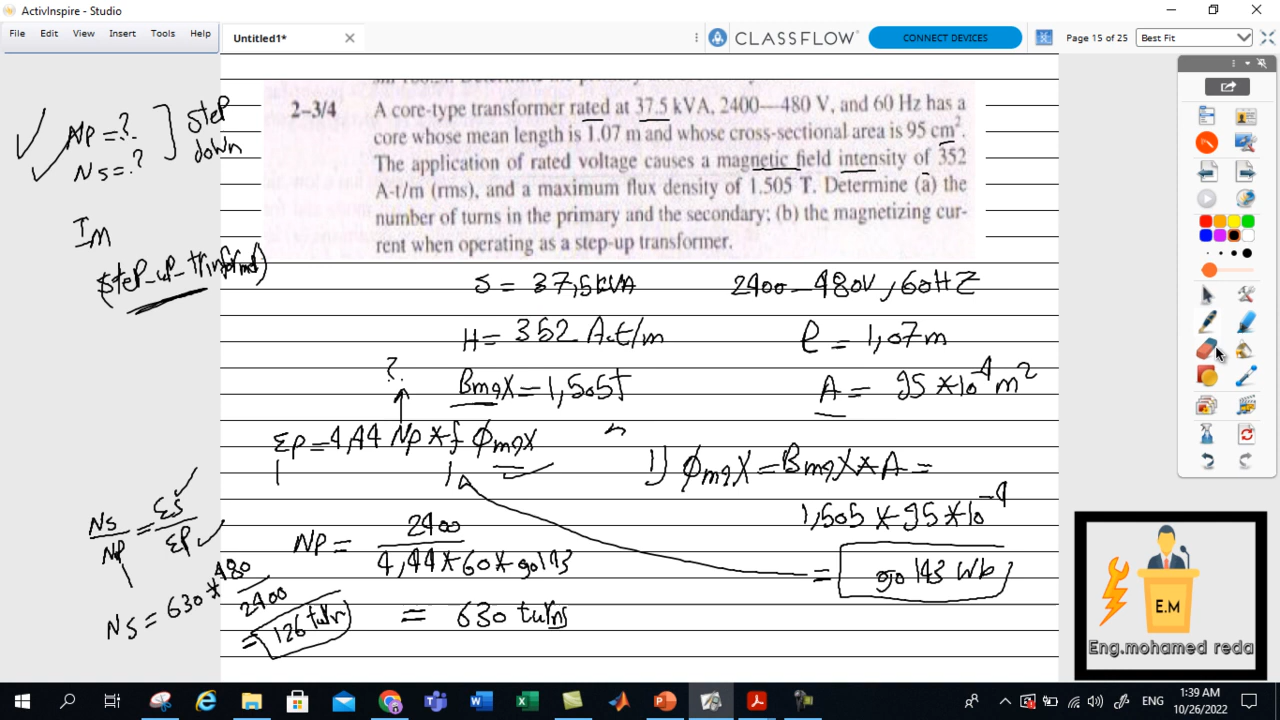 ActivInspire - Studio
File Edit View Insert Tools Help
Untitled1*
CLASSFLOW
CONNECT DEVICES
Page 15 of 25
Best Fit
2–3/4 A core-type transformer rated at 37.5 kVA, 2400—480 V, and 60 Hz has a
core whose mean length is 1.07 m and whose cross-sectional area is 95 cm².
The application of rated voltage causes a magnetic field intensity of 352
A-t/m (rms), and a maximum flux density of 1.505 T. Determine (a) the
number of turns in the primary and the secondary; (b) the magnetizing cur-
rent when operating as a step-up transformer.
NP = ?
NS = ?
step
down
Im
S = 37,5 kVA 2400 - 480V, 60HZ
H = 352 A.t/m ℓ = 1,07m
?
Bmax = 1,505T A = 95 * 10⁻⁴ m²
Ep = 4,44 Np * f φmax
1) φmax = Bmax * A =
1,505 * 95 * 10⁻⁴
= 0,0143 Wb
NP = 2400 / 4,44 * 60 * 0,0143
= 630 turns
NS / NP = ES / EP
NS = 630 * 480 / 2400
= 126 turn
E.M
Eng.mohamed reda
ENG
1:39 AM
10/26/2022